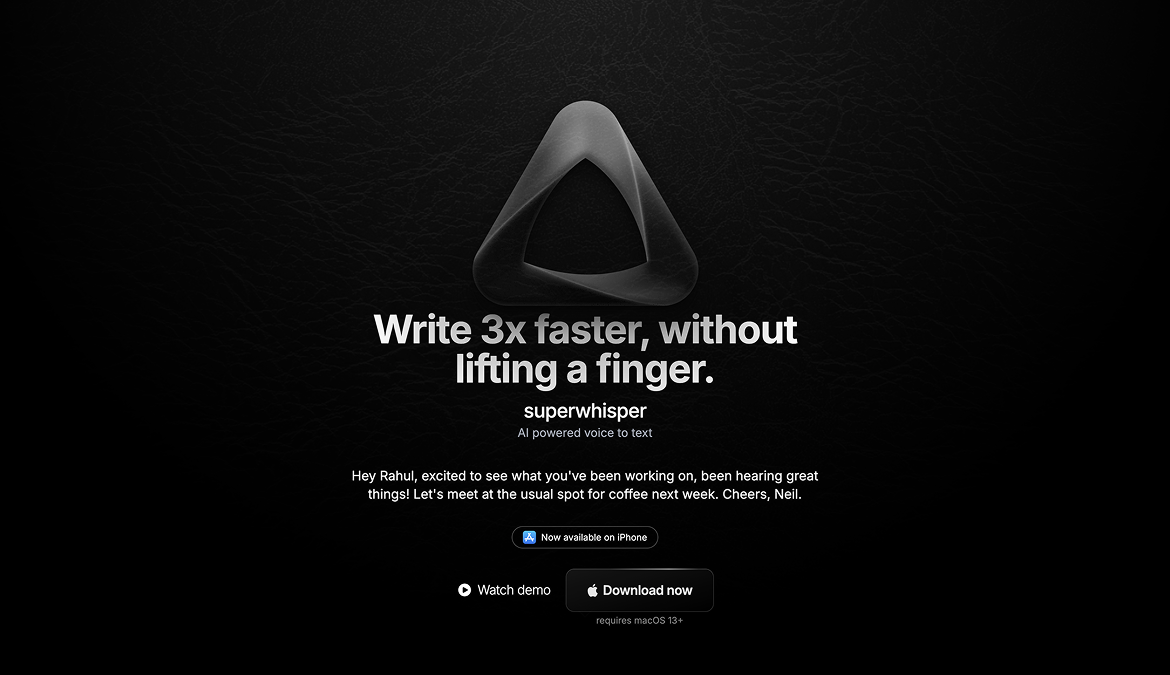 Write 3x faster, without
lifting a finger.
superwhisper
AI powered voice to text
Hey Rahul, excited to see what you've been working on, been hearing great
things! Let's meet at the usual spot for coffee next week. Cheers, Neil.
Now available on iPhone
Watch demo
Download now
requires macOS 13+